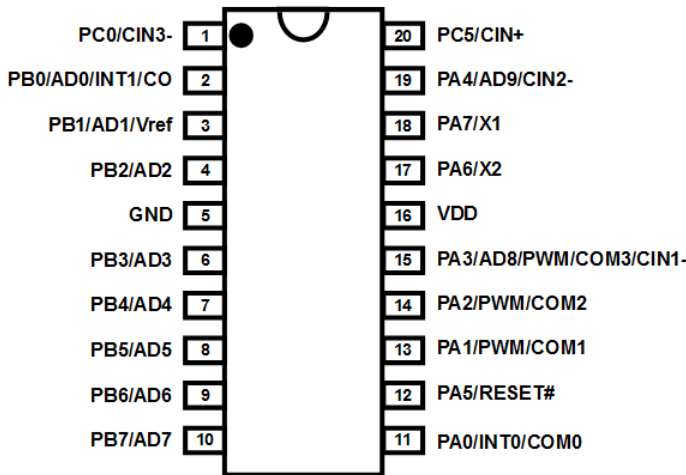 PC0/CIN3- 1 20 PC5/CIN+
PB0/AD0/INT1/CO 2 19 PA4/AD9/CIN2-
PB1/AD1/Vref 3 18 PA7/X1
PB2/AD2 4 17 PA6/X2
GND 5 16 VDD
PB3/AD3 6 15 PA3/AD8/PWM/COM3/CIN1-
PB4/AD4 7 14 PA2/PWM/COM2
PB5/AD5 8 13 PA1/PWM/COM1
PB6/AD6 9 12 PA5/RESET#
PB7/AD7 10 11 PA0/INT0/COM0